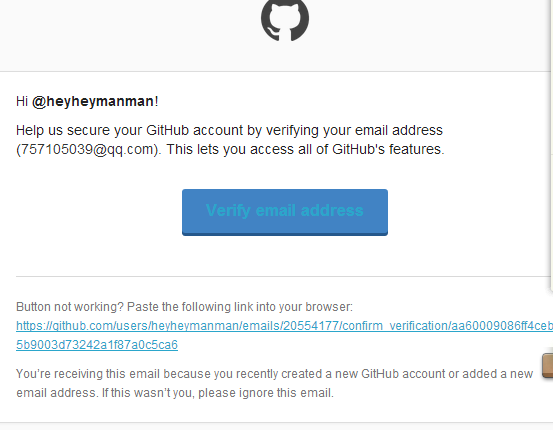 Hi @heyheymanman!
Help us secure your GitHub account by verifying your email address
(757105039@qq.com). This lets you access all of GitHub's features.
Verify email address
Button not working? Paste the following link into your browser:
https://github.com/users/heyheymanman/emails/20554177/confirm_verification/aa60009086ff4ceb
5b9003d73242a1f87a0c5ca6
You're receiving this email because you recently created a new GitHub account or added a new
email address. If this wasn't you, please ignore this email.